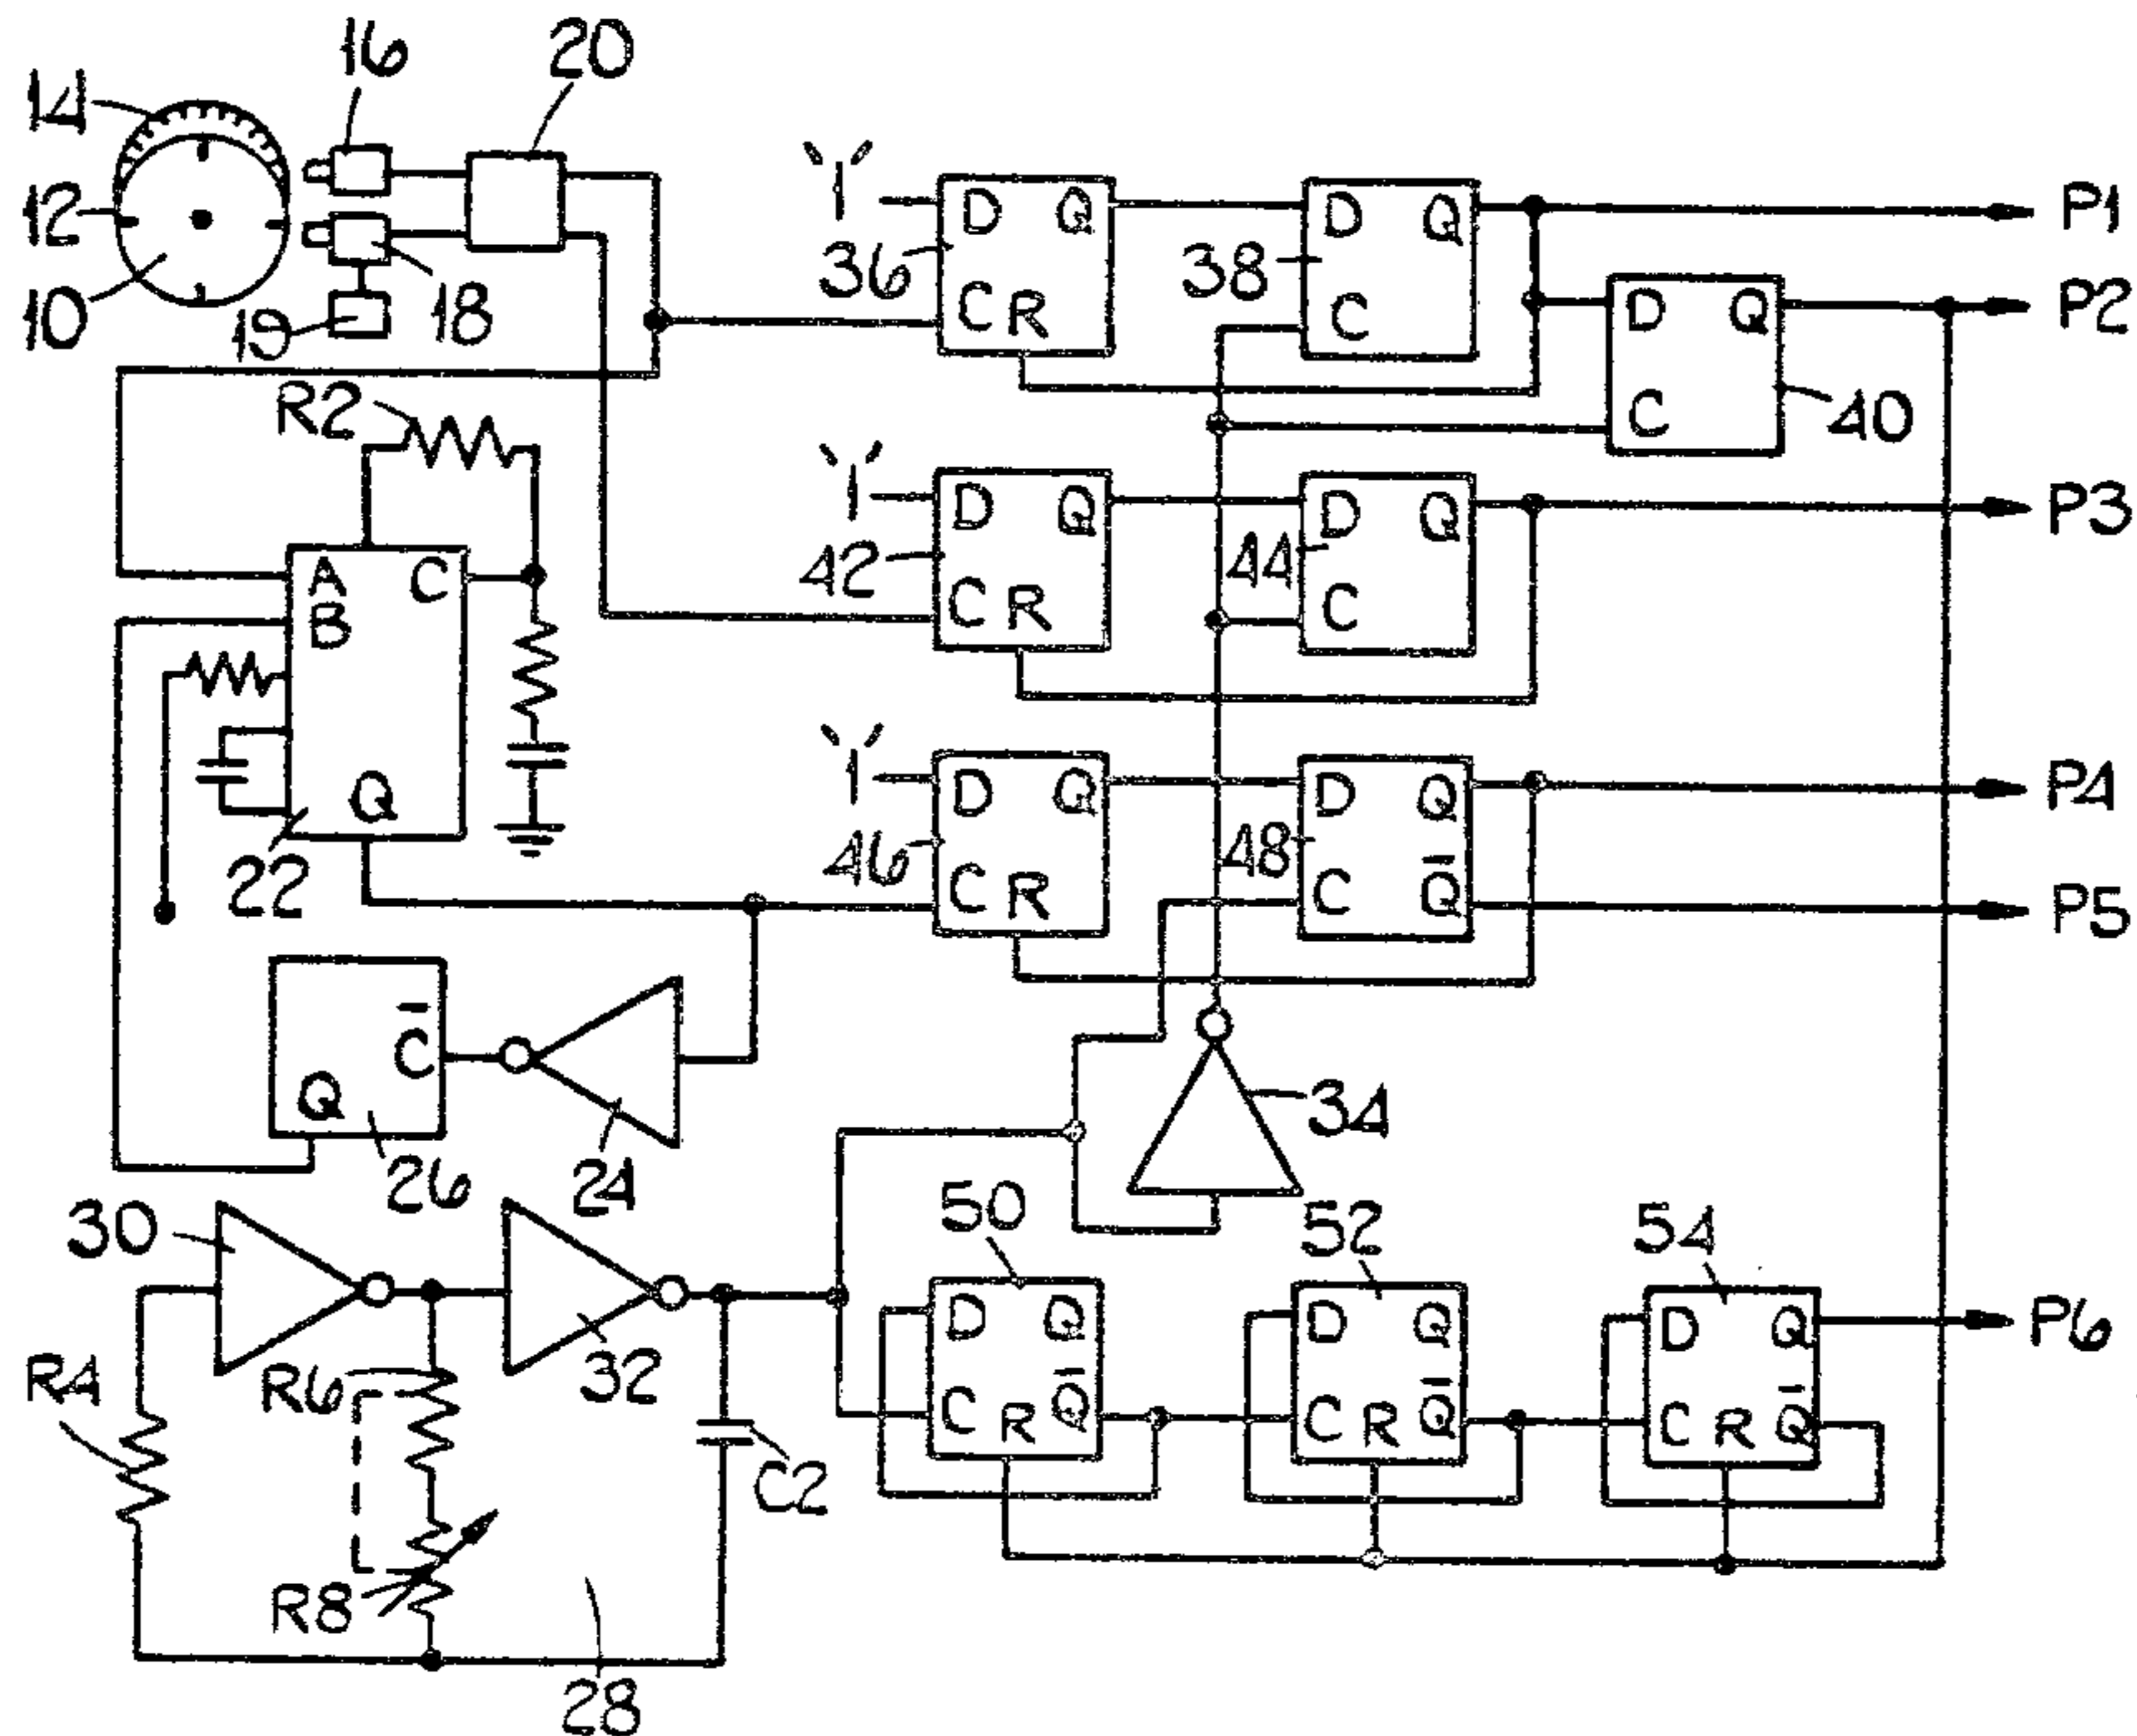 16
20
14
12
10
19
18
'1'
D Q
36
C R
D Q
38
C
P1
D Q
C
40
P2
R2
A C
B
Q
22
'1'
D Q
42
C R
D Q
44
C
P3
'1'
D Q
46
C R
D Q
48
C Q̅
P4
P5
C̅
Q
26
24
34
30
32
R4
R6
R8
C2
28
50
D Q
C R Q̅
52
D Q
C R Q̅
54
D Q
C R Q̅
P6